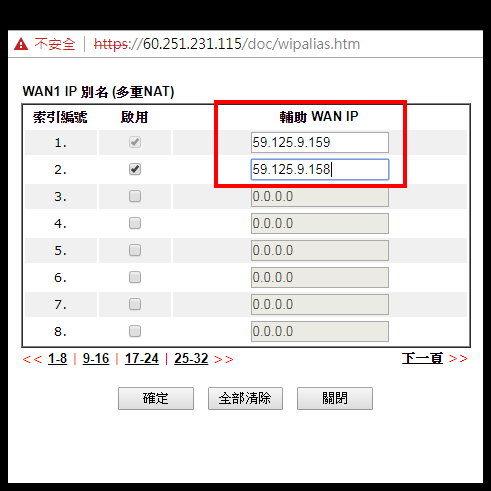 不安全 | https://60.251.231.115/doc/wipalias.htm
WAN1 IP 別名 (多重NAT)
索引編號 啟用 輔助 WAN IP
1. 59.125.9.159
2. 59.125.9.158
3. 0.0.0.0
4. 0.0.0.0
5. 0.0.0.0
6. 0.0.0.0
7. 0.0.0.0
8. 0.0.0.0
<< 1-8 | 9-16 | 17-24 | 25-32 >> 下一頁 >>
確定 全部清除 關閉